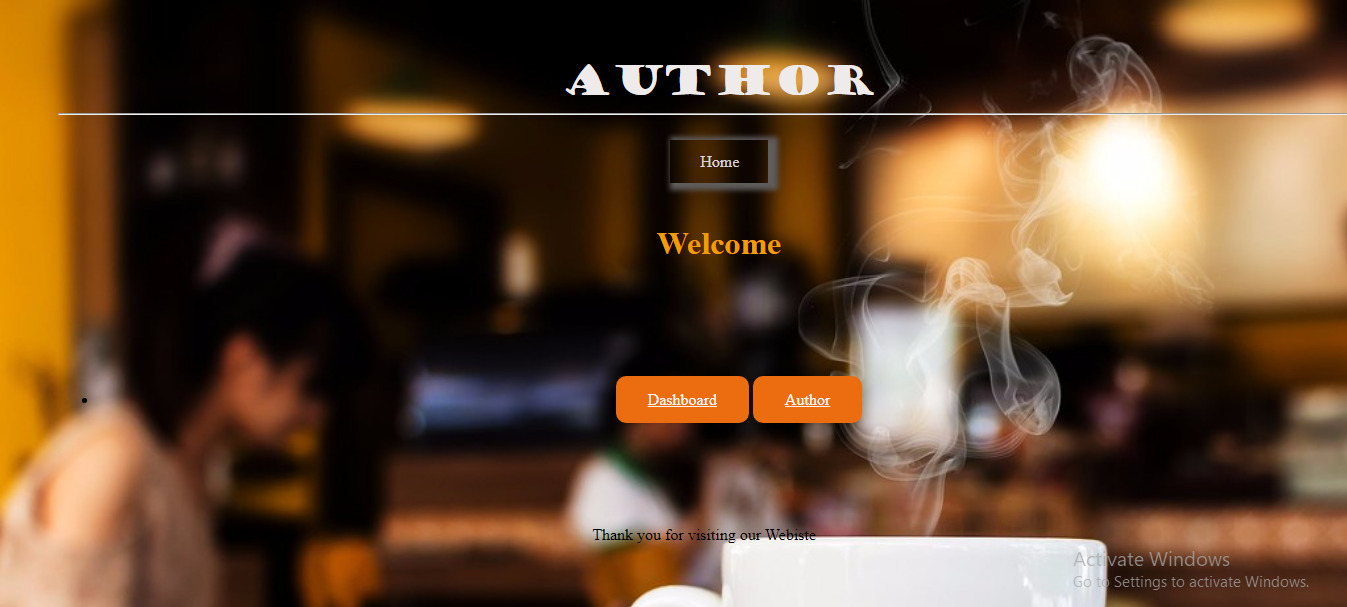 AUTHOR
Home
Welcome
Dashboard Author
Thank you for visiting our Webiste
Activate Windows
Go to Settings to activate Windows.